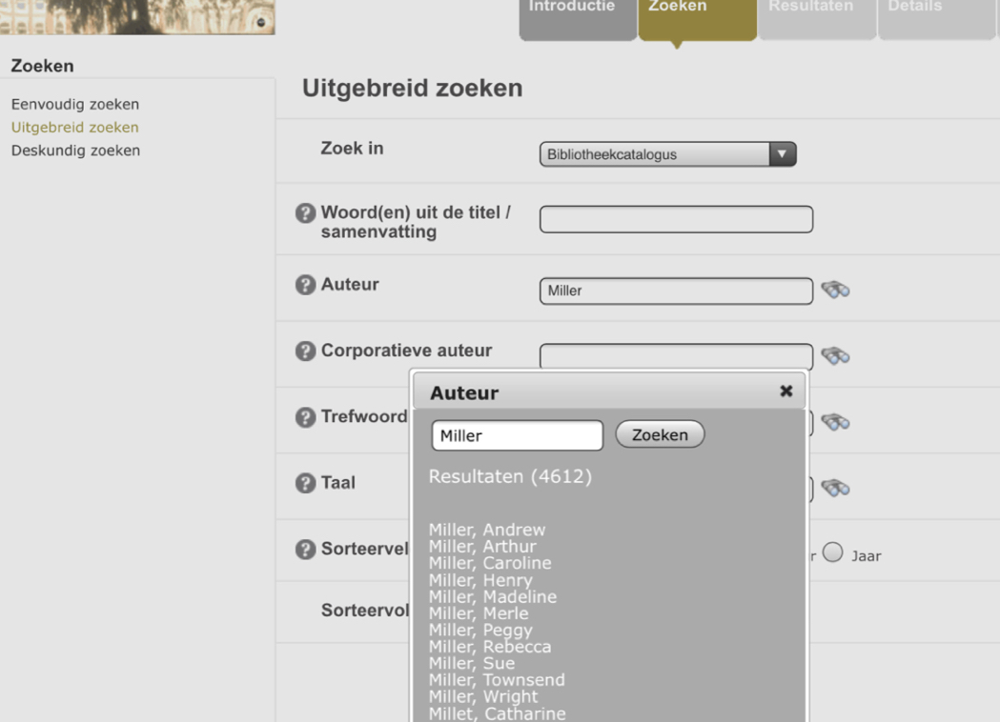 Introductie
Zoeken
Resultaten
Details
Zoeken
Eenvoudig zoeken
Uitgebreid zoeken
Deskundig zoeken
Uitgebreid zoeken
Zoek in
Bibliotheekcatalogus
? Woord(en) uit de titel /
samenvatting
? Auteur
Miller
? Corporatieve auteur
? Trefwoord
? Taal
? Sorteervel
r
Jaar
Sorteervol
Auteur
Miller
Zoeken
Resultaten (4612)
Miller, Andrew
Miller, Arthur
Miller, Caroline
Miller, Henry
Miller, Madeline
Miller, Merle
Miller, Peggy
Miller, Rebecca
Miller, Sue
Miller, Townsend
Miller, Wright
Millet, Catharine